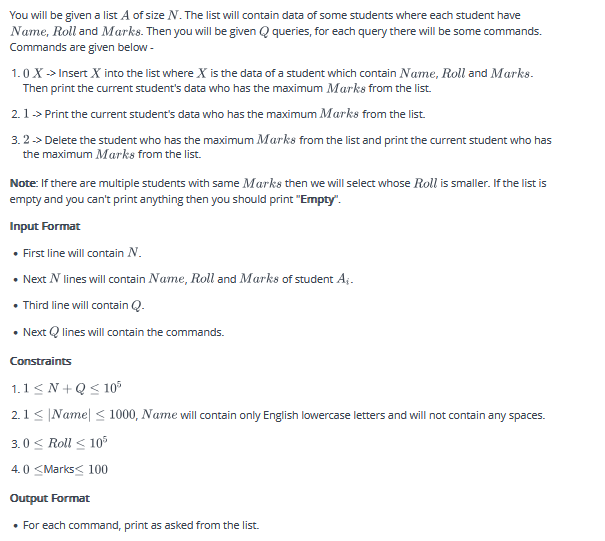 You will be given a list A of size N. The list will contain data of some students where each student have
Name, Roll and Marks. Then you will be given Q queries, for each query there will be some commands.
Commands are given below -
1. 0 X -> Insert X into the list where X is the data of a student which contain Name, Roll and Marks.
Then print the current student's data who has the maximum Marks from the list.
2. 1 -> Print the current student's data who has the maximum Marks from the list.
3. 2 -> Delete the student who has the maximum Marks from the list and print the current student who has
the maximum Marks from the list.
Note: If there are multiple students with same Marks then we will select whose Roll is smaller. If the list is
empty and you can't print anything then you should print "Empty".
Input Format
• First line will contain N.
• Next N lines will contain Name, Roll and Marks of student Aᵢ.
• Third line will contain Q.
• Next Q lines will contain the commands.
Constraints
1. 1 ≤ N + Q ≤ 10⁵
2. 1 ≤ |Name| ≤ 1000, Name will contain only English lowercase letters and will not contain any spaces.
3. 0 ≤ Roll ≤ 10⁵
4. 0 ≤Marks≤ 100
Output Format
• For each command, print as asked from the list.